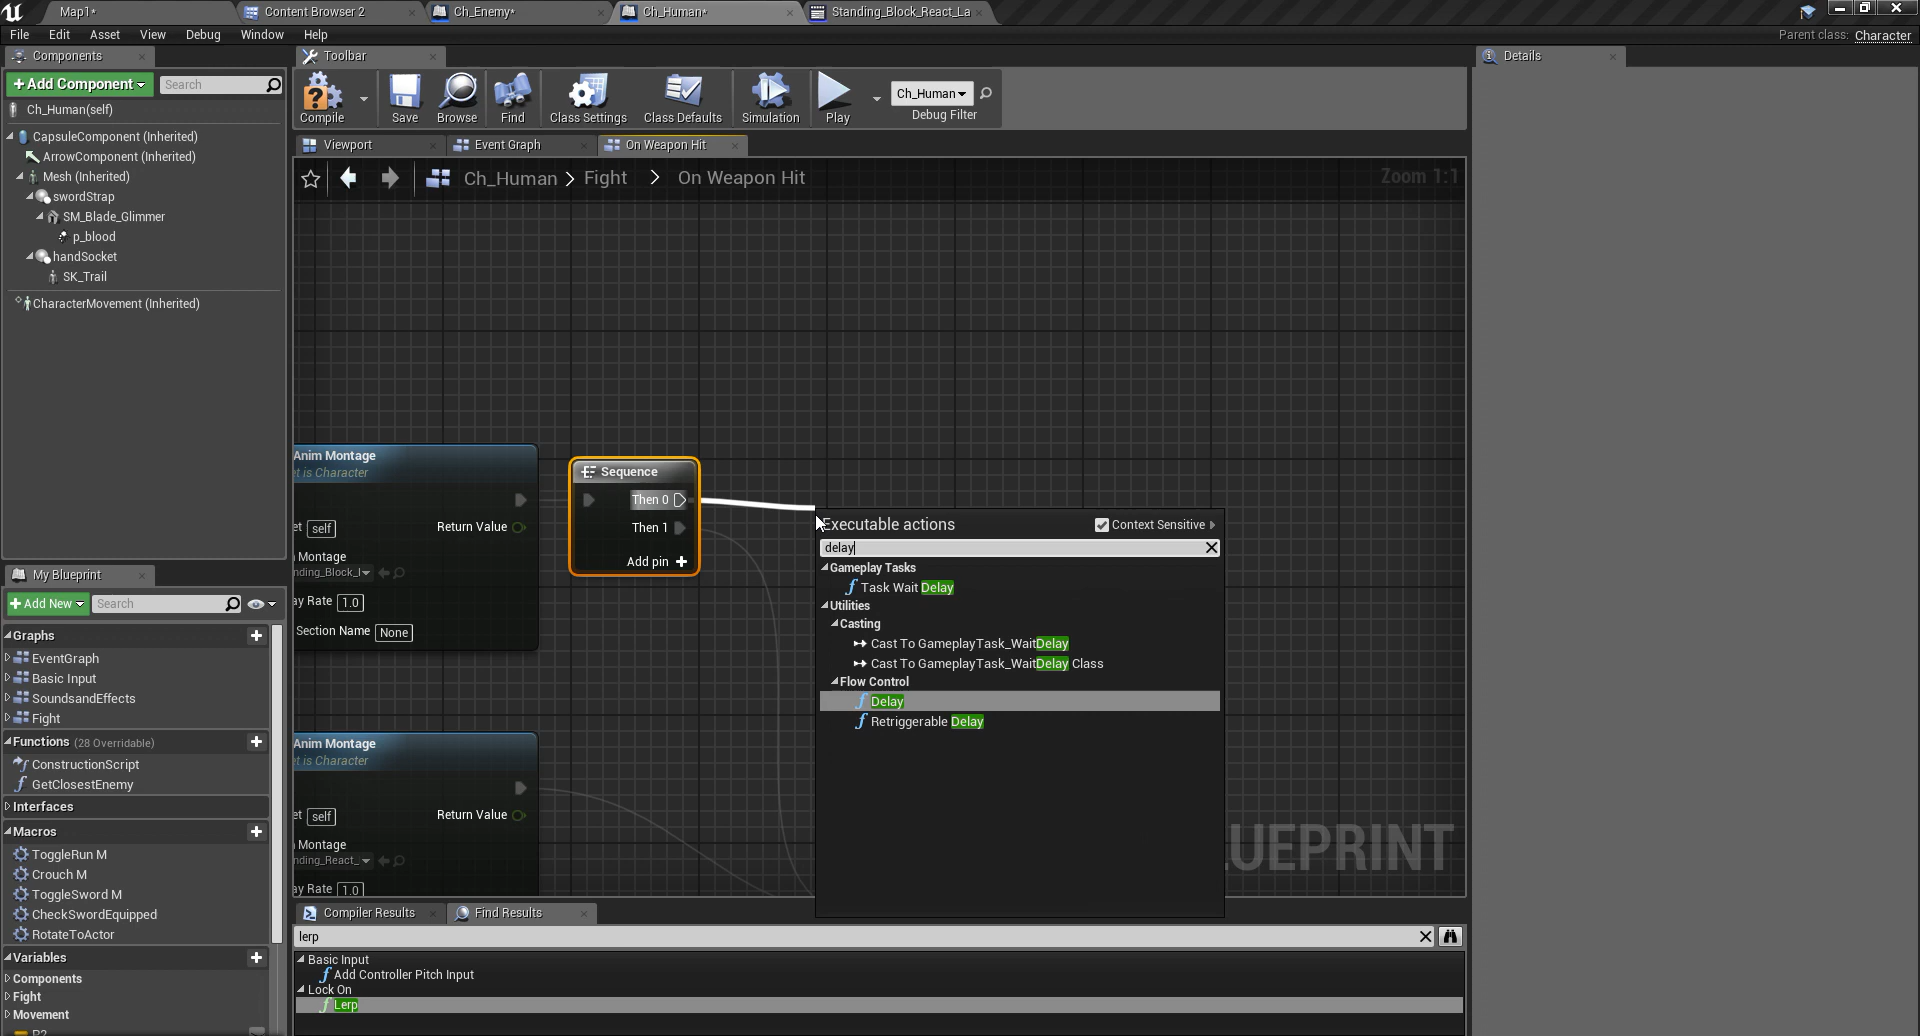 Map1*
Content Browser 2
Ch_Enemy*
Ch_Human*
Standing_Block_React_La
File Edit Asset View Debug Window Help
Parent class: Character
Components
+Add Component
Search
Ch_Human(self)
CapsuleComponent (Inherited)
ArrowComponent (Inherited)
Mesh (Inherited)
swordStrap
SM_Blade_Glimmer
p_blood
handSocket
SK_Trail
CharacterMovement (Inherited)
My Blueprint
+Add New
Search
Graphs
EventGraph
Basic Input
SoundsandEffects
Fight
Functions (28 Overridable)
ConstructionScript
GetClosestEnemy
Interfaces
Macros
ToggleRun M
Crouch M
ToggleSword M
CheckSwordEquipped
RotateToActor
Variables
Components
Fight
Movement
Toolbar
Compile
Save
Browse
Find
Class Settings
Class Defaults
Simulation
Play
Ch_Human
Debug Filter
Viewport
Event Graph
On Weapon Hit
Ch_Human > Fight > On Weapon Hit
Zoom 1:1
Anim Montage
et is Character
et self
Return Value
Montage
nding_Block_I
ay Rate 1.0
Section Name None
Sequence
Then 0
Then 1
Add pin +
Anim Montage
et is Character
et self
Return Value
Montage
nding_React_
ay Rate 1.0
Executable actions
Context Sensitive
delay
Gameplay Tasks
Task Wait Delay
Utilities
Casting
Cast To GameplayTask_WaitDelay
Cast To GameplayTask_WaitDelay Class
Flow Control
Delay
Retriggerable Delay
UEPRINT
Compiler Results
Find Results
lerp
Basic Input
Add Controller Pitch Input
Lock On
Lerp
Details